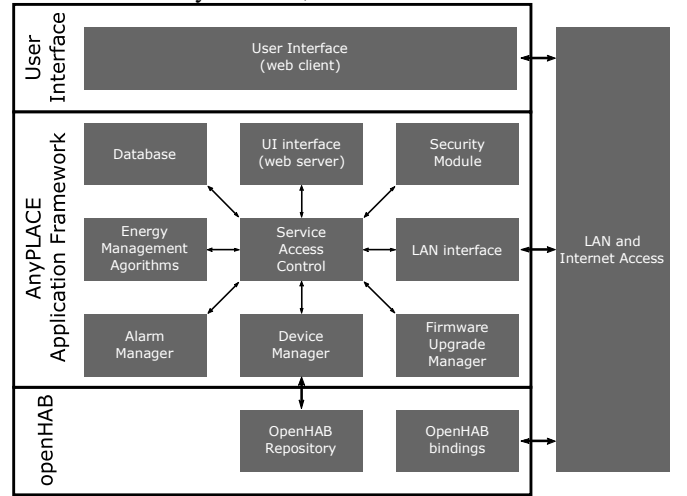 User
Interface
User Interface
(web client)
AnyPLACE
Application Framework
Database
UI interface
(web server)
Security
Module
Energy
Management
Agorithms
Service
Access
Control
LAN interface
LAN and
Internet Access
Alarm
Manager
Device
Manager
Firmware
Upgrade
Manager
openHAB
OpenHAB
Repository
OpenHAB
bindings